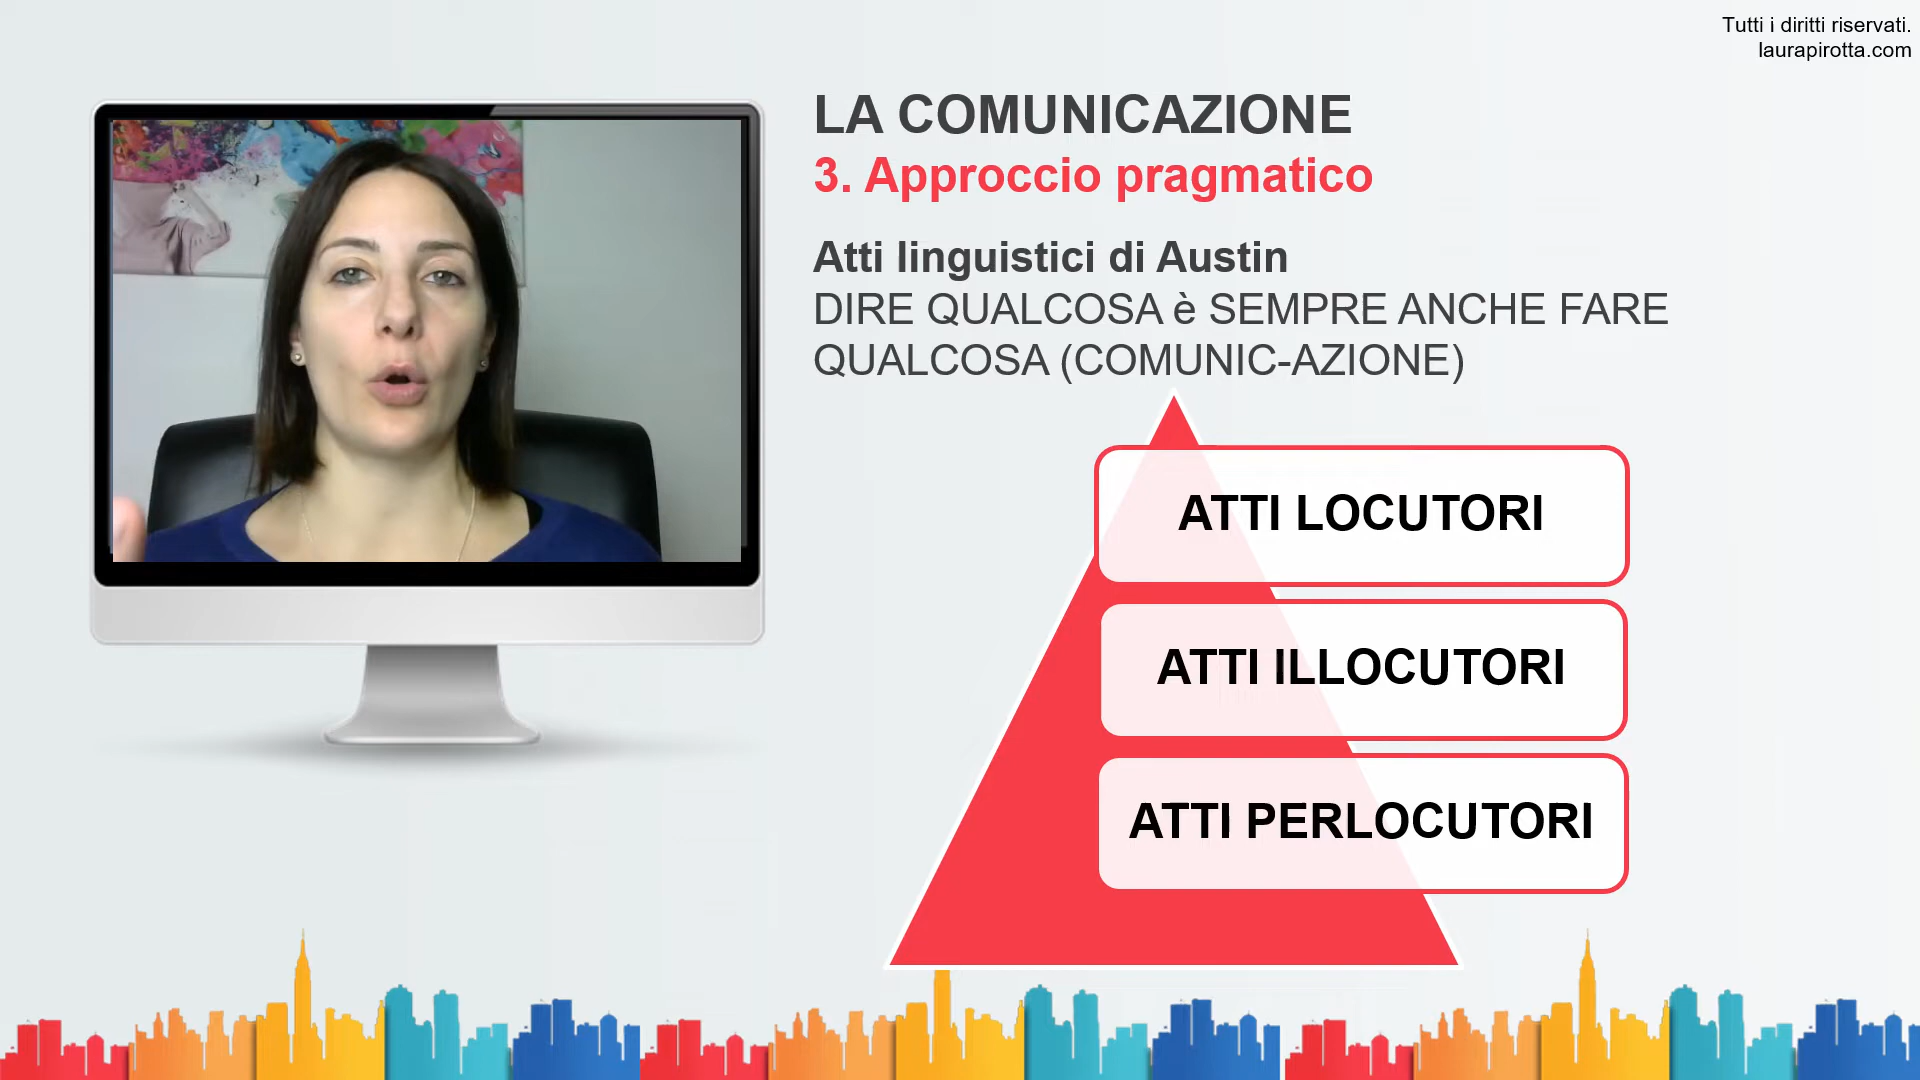 Tutti i diritti riservati.
laurapirotta.com
LA COMUNICAZIONE
3. Approccio pragmatico
Atti linguistici di Austin
DIRE QUALCOSA è SEMPRE ANCHE FARE
QUALCOSA (COMUNIC-AZIONE)
ATTI LOCUTORI
ATTI ILLOCUTORI
ATTI PERLOCUTORI